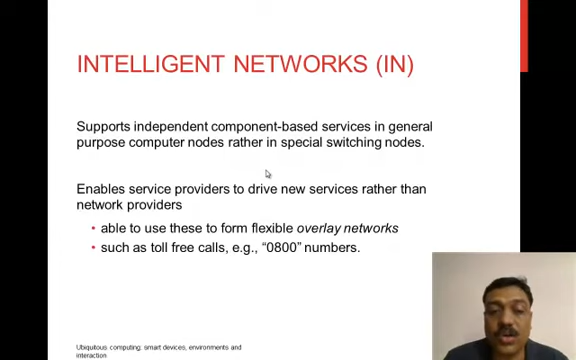 INTELLIGENT NETWORKS (IN)
Supports independent component-based services in general
purpose computer nodes rather in special switching nodes.
Enables service providers to drive new services rather than
network providers
• able to use these to form flexible overlay networks
• such as toll free calls, e.g., “0800” numbers.
Ubiquitous computing: smart devices, environments and
interaction